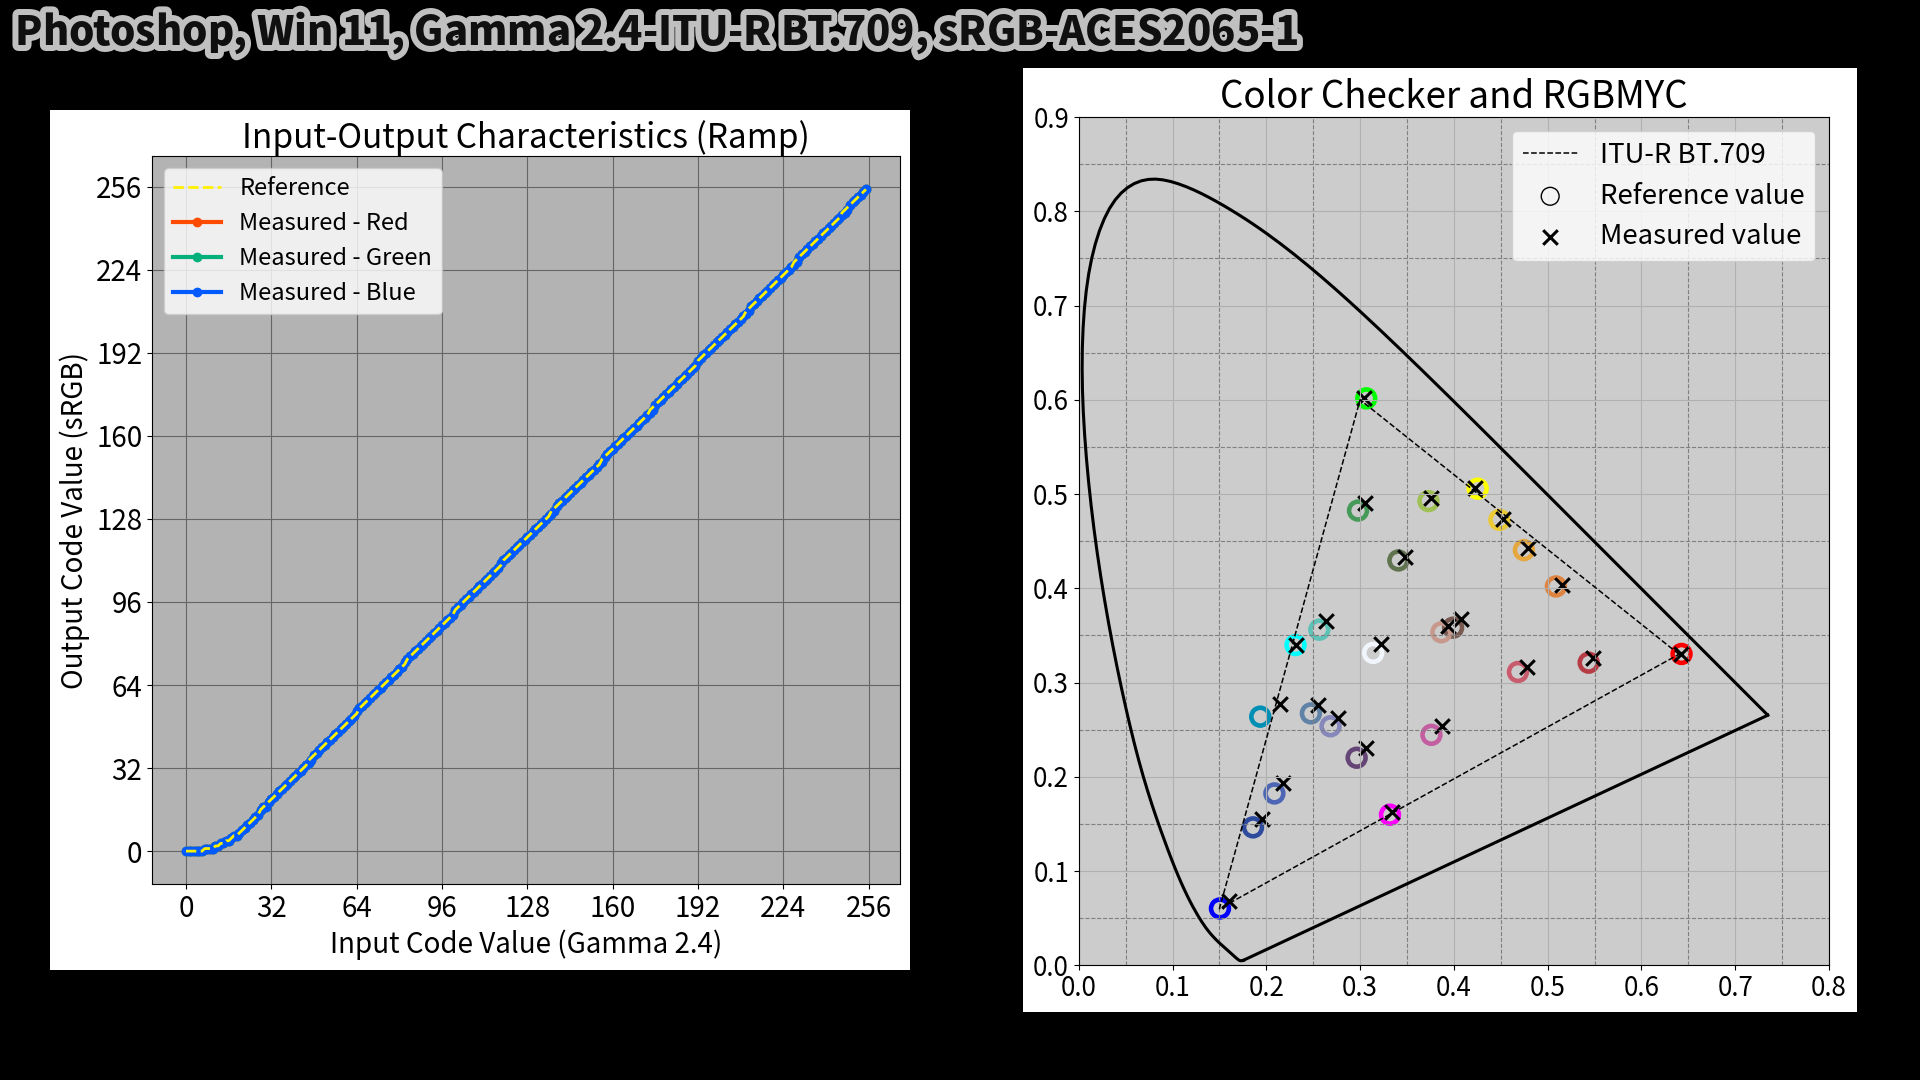 Photoshop, Win 11, Gamma 2.4-ITU-R BT.709, sRGB-ACES2065-1
Input-Output Characteristics (Ramp)
Reference
Measured - Red
Measured - Green
Measured - Blue
256
224
192
160
128
96
64
32
0
Output Code Value (sRGB)
0 32 64 96 128 160 192 224 256
Input Code Value (Gamma 2.4)
Color Checker and RGBMYC
ITU-R BT.709
Reference value
Measured value
0.9
0.8
0.7
0.6
0.5
0.4
0.3
0.2
0.1
0.0
0.0 0.1 0.2 0.3 0.4 0.5 0.6 0.7 0.8